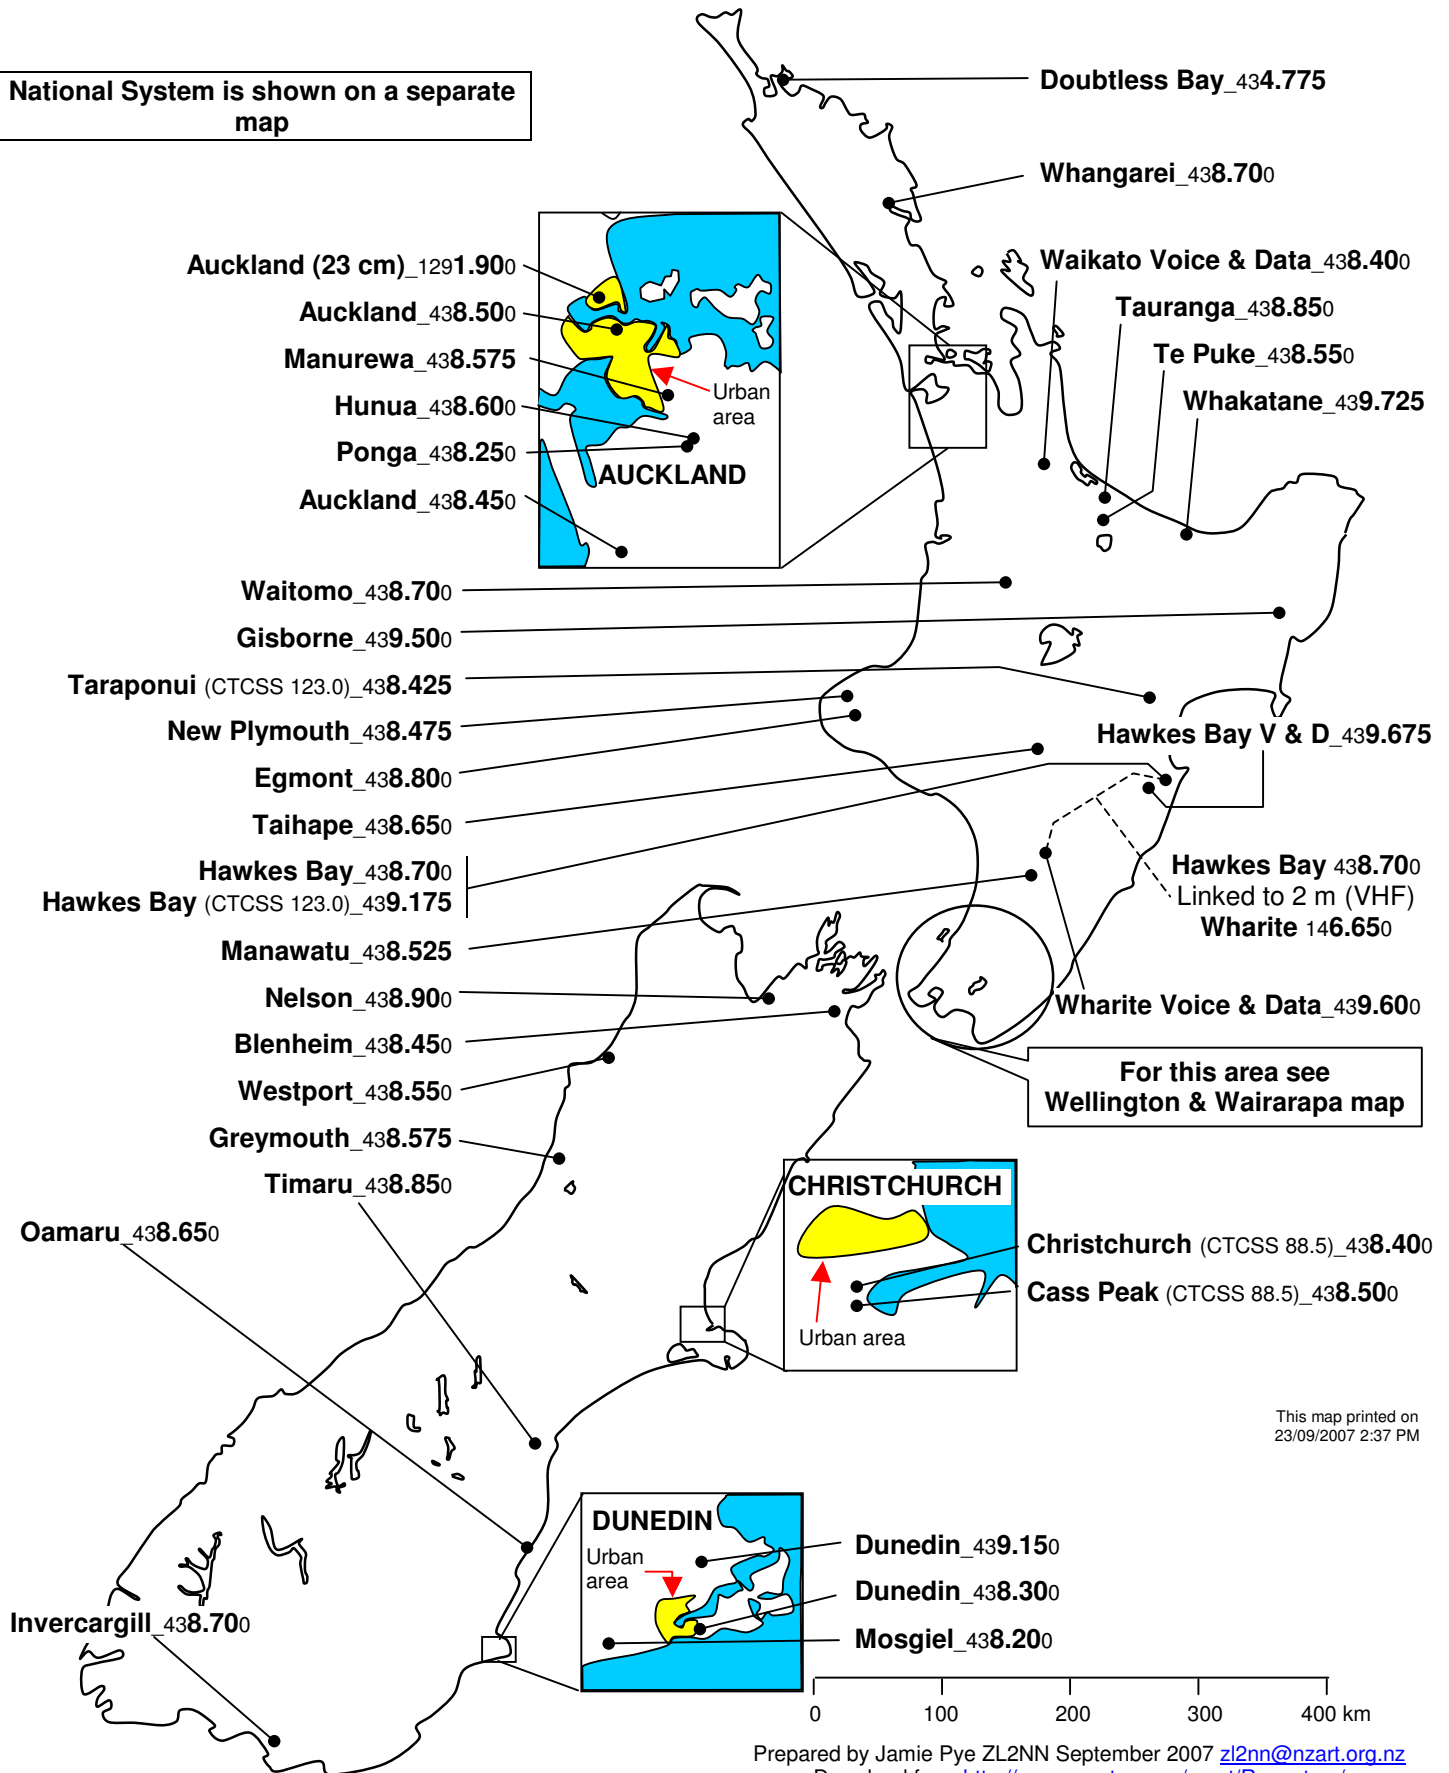 National System is shown on a separate
map
Doubtless Bay_434.775
Whangarei_438.700
Waikato Voice & Data_438.400
Tauranga_438.850
Te Puke_438.550
Whakatane_439.725
Auckland (23 cm)_1291.900
Auckland_438.500
Manurewa_438.575
Hunua_438.600
Ponga_438.250
Auckland_438.450
Urban
area
AUCKLAND
Waitomo_438.700
Gisborne_439.500
Taraponui (CTCSS 123.0)_438.425
New Plymouth_438.475
Egmont_438.800
Taihape_438.650
Hawkes Bay_438.700
Hawkes Bay (CTCSS 123.0)_439.175
Manawatu_438.525
Nelson_438.900
Blenheim_438.450
Westport_438.550
Greymouth_438.575
Timaru_438.850
Oamaru_438.650
Hawkes Bay V & D_439.675
Hawkes Bay 438.700
Linked to 2 m (VHF)
Wharite 146.650
Wharite Voice & Data_439.600
For this area see
Wellington & Wairarapa map
CHRISTCHURCH
Urban area
Christchurch (CTCSS 88.5)_438.400
Cass Peak (CTCSS 88.5)_438.500
This map printed on
23/09/2007 2:37 PM
DUNEDIN
Urban
area
Dunedin_439.150
Dunedin_438.300
Mosgiel_438.200
Invercargill_438.700
0 100 200 300 400 km
Prepared by Jamie Pye ZL2NN September 2007 zl2nn@nzart.org.nz